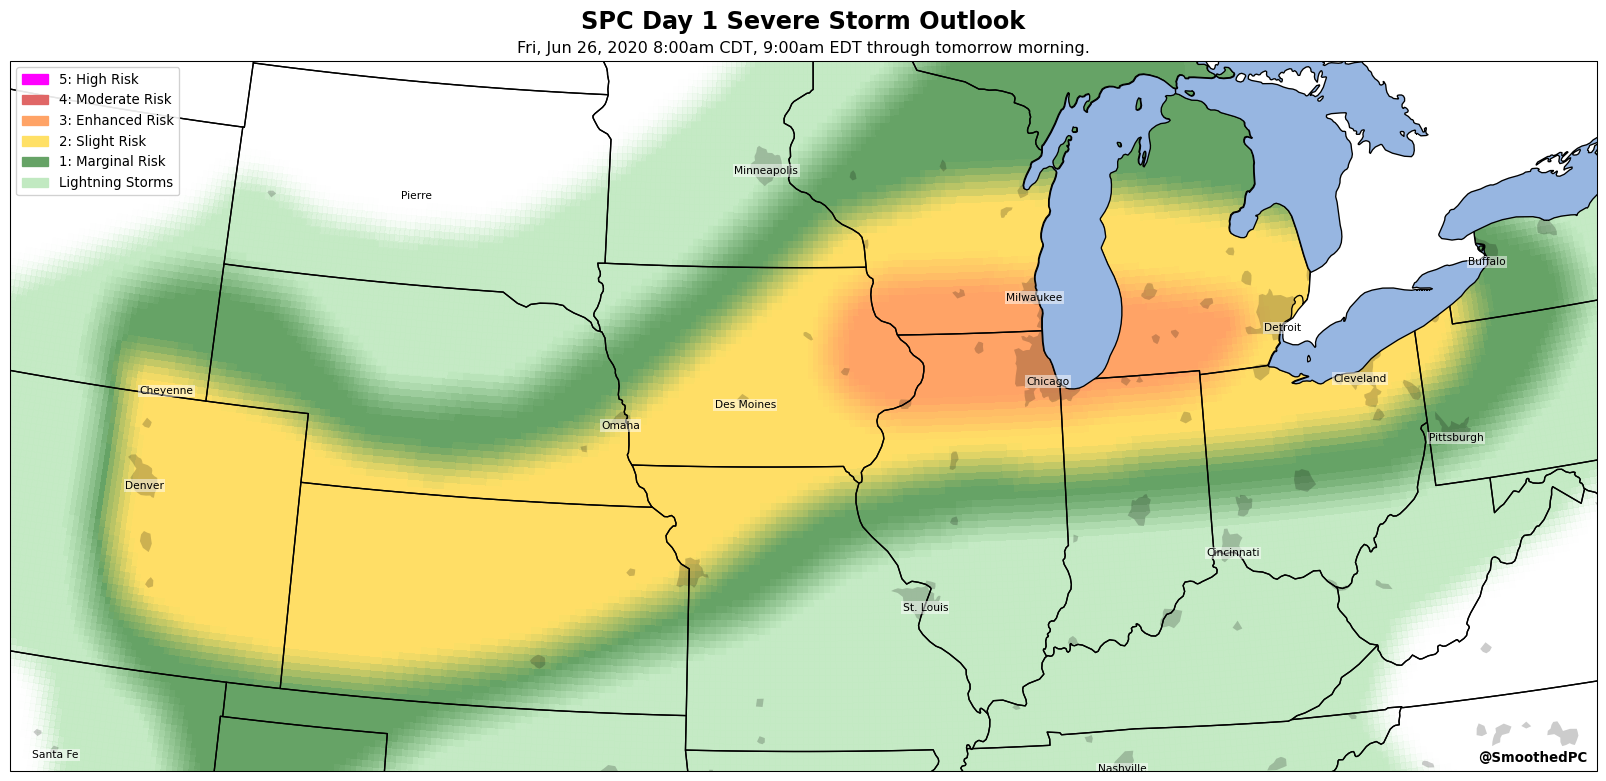 SPC Day 1 Severe Storm Outlook
Fri, Jun 26, 2020 8:00am CDT, 9:00am EDT through tomorrow morning.
5: High Risk
4: Moderate Risk
3: Enhanced Risk
2: Slight Risk
1: Marginal Risk
Lightning Storms
Minneapolis
Pierre
Buffalo
Milwaukee
Detroit
Cleveland
Chicago
Cheyenne
Des Moines
Omaha
Pittsburgh
Denver
Cincinnati
St. Louis
Santa Fe
@SmoothedPC
Nashville